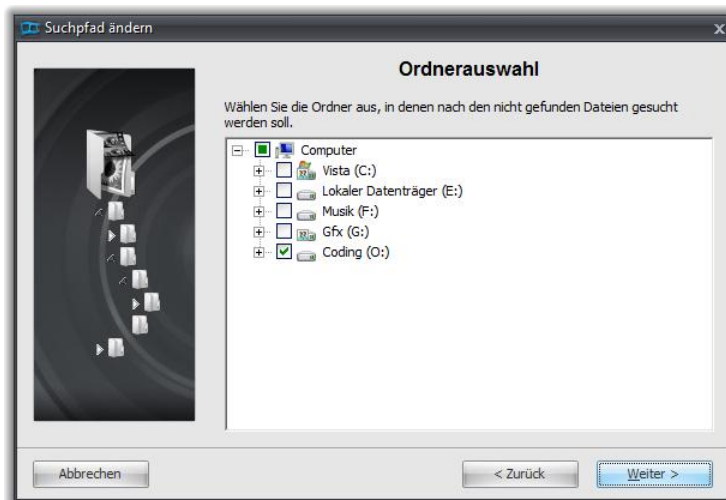 Suchpfad ändern
Ordnerauswahl
Wählen Sie die Ordner aus, in denen nach den nicht gefunden Dateien gesucht
werden soll.
Computer
Vista (C:)
Lokaler Datenträger (E:)
Musik (F:)
Gfx (G:)
Coding (O:)
Abbrechen
< Zurück
Weiter >